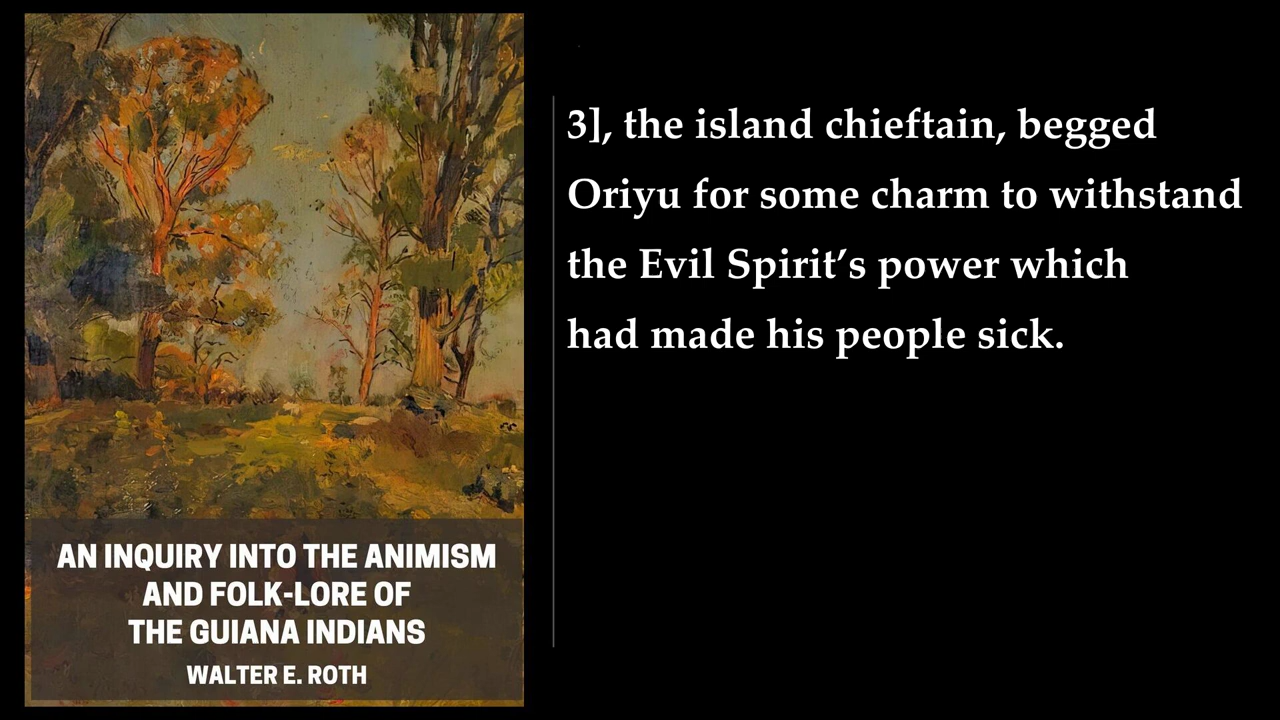 3], the island chieftain, begged
Oriyu for some charm to withstand
the Evil Spirit’s power which
had made his people sick.
AN INQUIRY INTO THE ANIMISM
AND FOLK-LORE OF
THE GUIANA INDIANS
WALTER E. ROTH